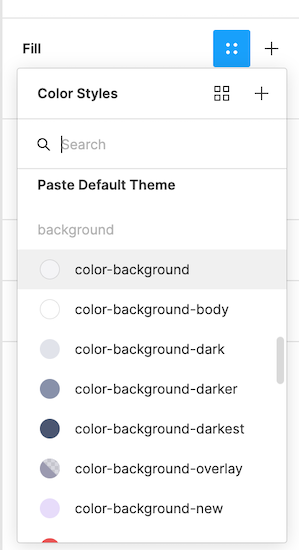 Fill
Color Styles
Search
Paste Default Theme
background
color-background
color-background-body
color-background-dark
color-background-darker
color-background-darkest
color-background-overlay
color-background-new